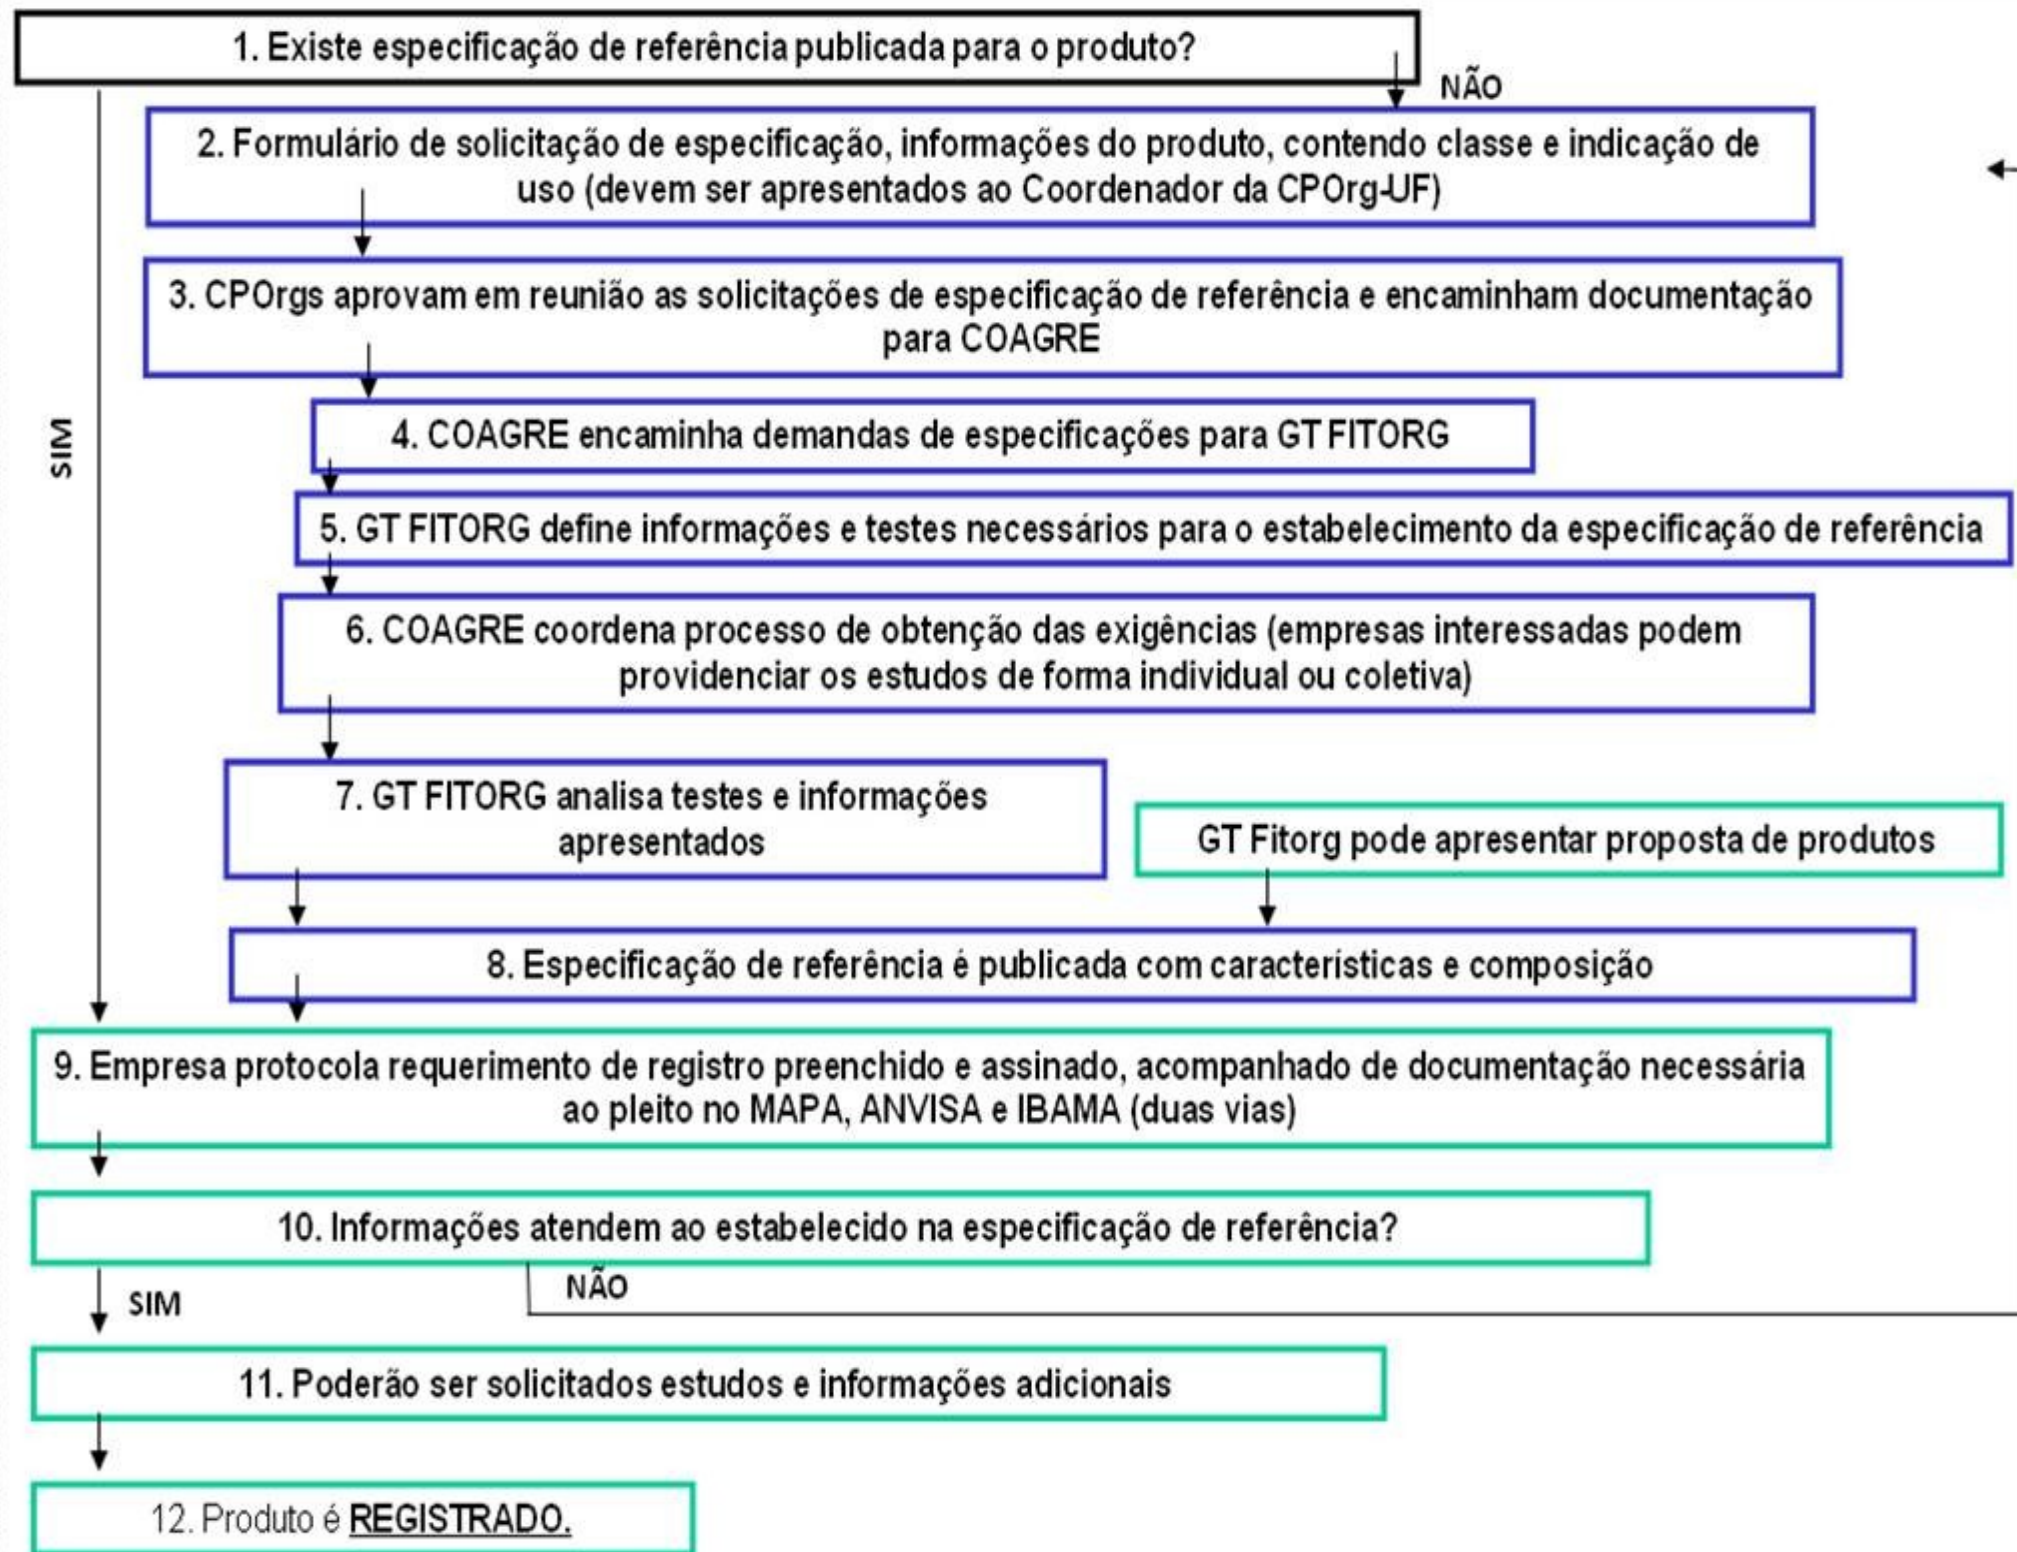 1. Existe especificação de referência publicada para o produto?
NÃO
2. Formulário de solicitação de especificação, informações do produto, contendo classe e indicação de
uso (devem ser apresentados ao Coordenador da CPOrg-UF)
3. CPOrgs aprovam em reunião as solicitações de especificação de referência e encaminham documentação
para COAGRE
SIM
4. COAGRE encaminha demandas de especificações para GT FITORG
5. GT FITORG define informações e testes necessários para o estabelecimento da especificação de referência
6. COAGRE coordena processo de obtenção das exigências (empresas interessadas podem
providenciar os estudos de forma individual ou coletiva)
7. GT FITORG analisa testes e informações
apresentados
GT Fitorg pode apresentar proposta de produtos
8. Especificação de referência é publicada com características e composição
9. Empresa protocola requerimento de registro preenchido e assinado, acompanhado de documentação necessária
ao pleito no MAPA, ANVISA e IBAMA (duas vias)
10. Informações atendem ao estabelecido na especificação de referência?
NÃO
SIM
11. Poderão ser solicitados estudos e informações adicionais
12. Produto é REGISTRADO.